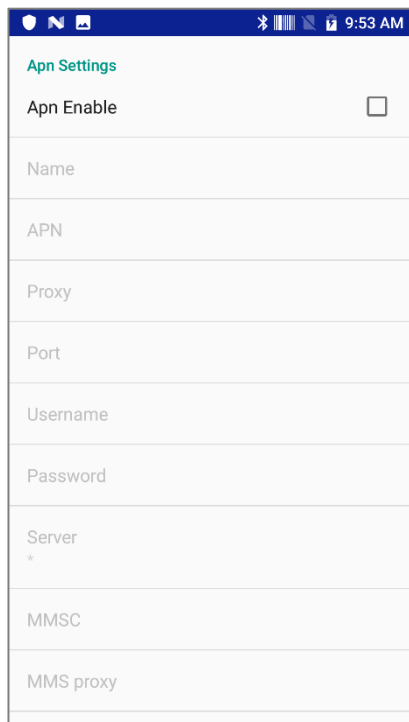 9:53 AM
Apn Settings
Apn Enable
Name
APN
Proxy
Port
Username
Password
Server
*
MMSC
MMS proxy